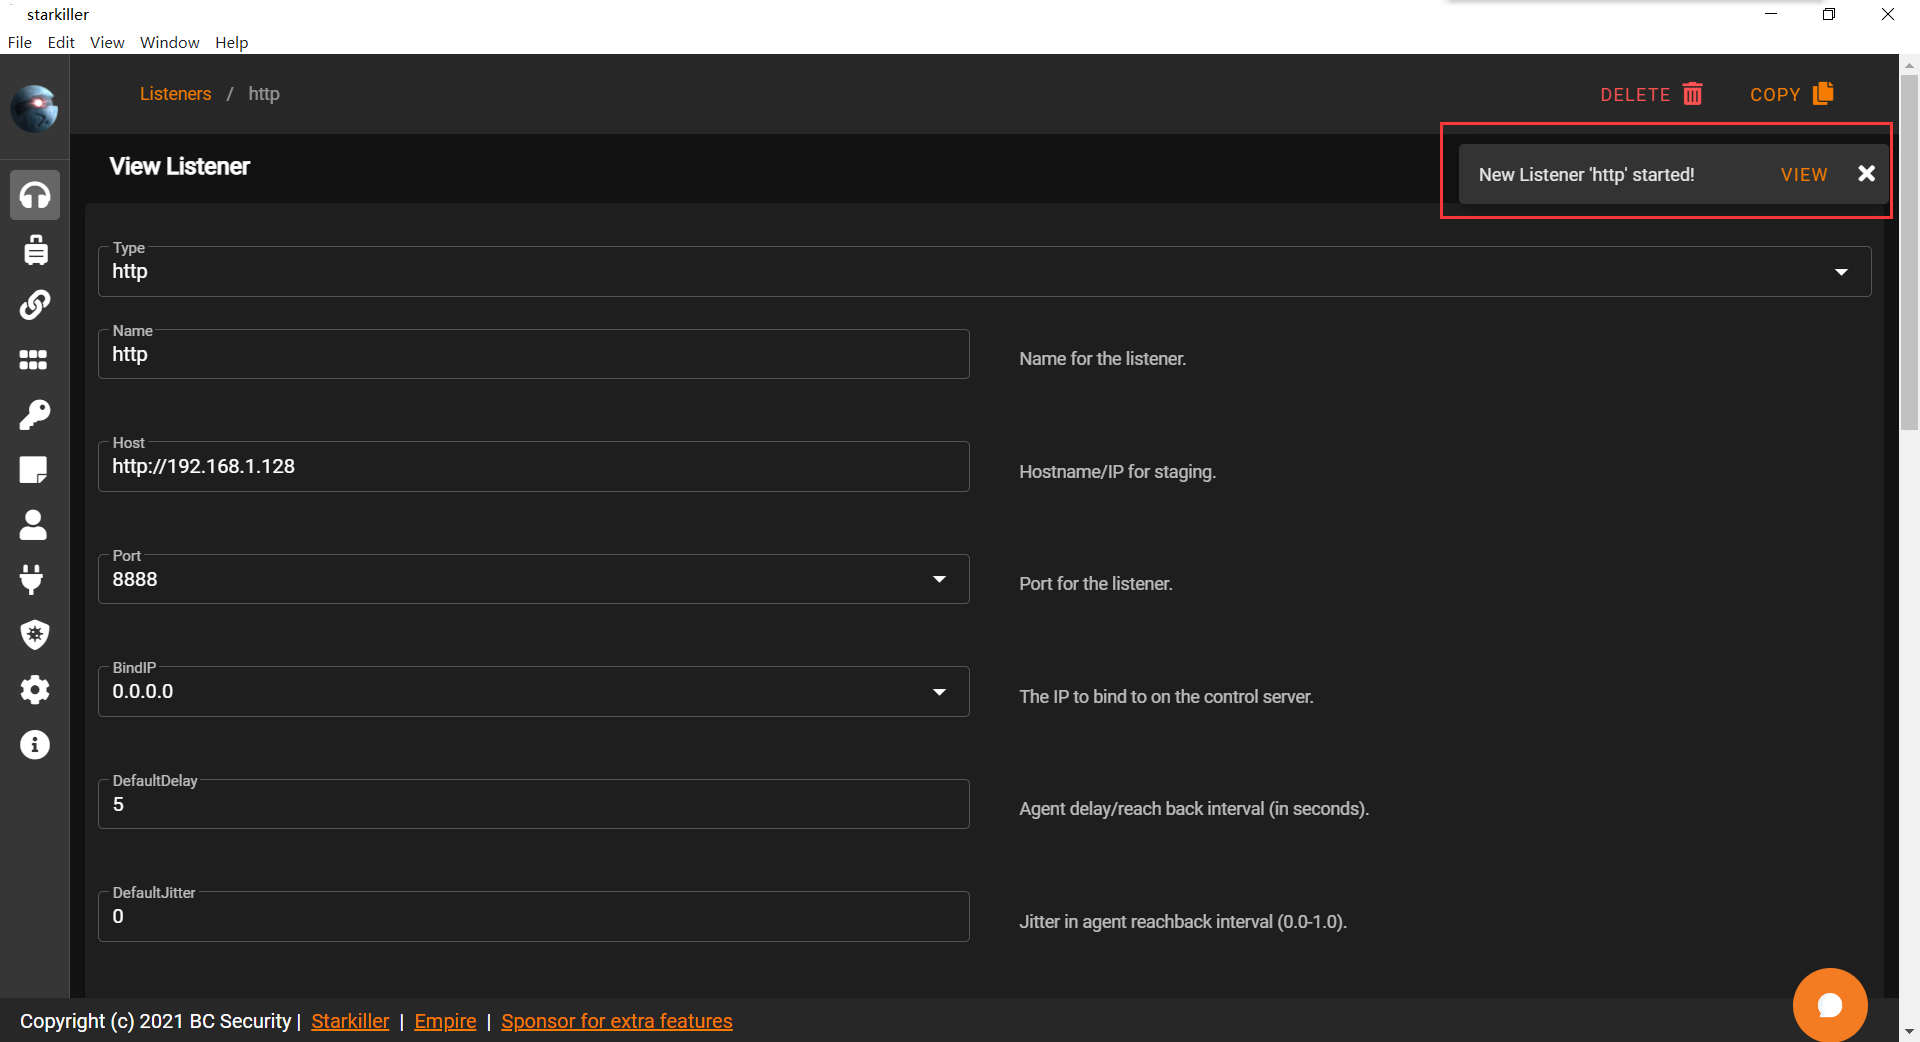 starkiller
File Edit View Window Help
Listeners / http
DELETE
COPY
View Listener
New Listener 'http' started!
VIEW
Type
http
Name
http
Name for the listener.
Host
http://192.168.1.128
Hostname/IP for staging.
Port
8888
Port for the listener.
BindIP
0.0.0.0
The IP to bind to on the control server.
DefaultDelay
5
Agent delay/reach back interval (in seconds).
DefaultJitter
0
Jitter in agent reachback interval (0.0-1.0).
Copyright (c) 2021 BC Security | Starkiller | Empire | Sponsor for extra features